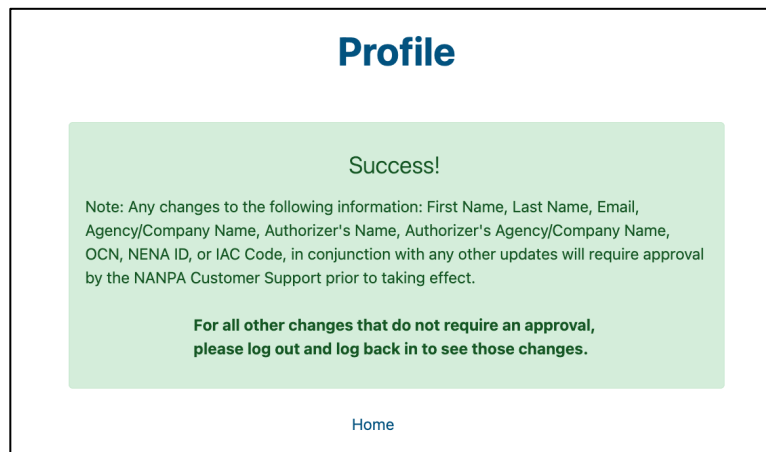 Profile
Success!
Note: Any changes to the following information: First Name, Last Name, Email,
Agency/Company Name, Authorizer's Name, Authorizer's Agency/Company Name,
OCN, NENA ID, or IAC Code, in conjunction with any other updates will require approval
by the NANPA Customer Support prior to taking effect.
For all other changes that do not require an approval,
please log out and log back in to see those changes.
Home